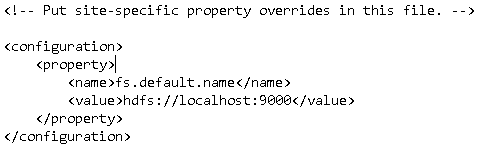 <!-- Put site-specific property overrides in this file. -->
<configuration>
<property>
<name>fs.default.name</name>
<value>hdfs://localhost:9000</value>
</property>
</configuration>